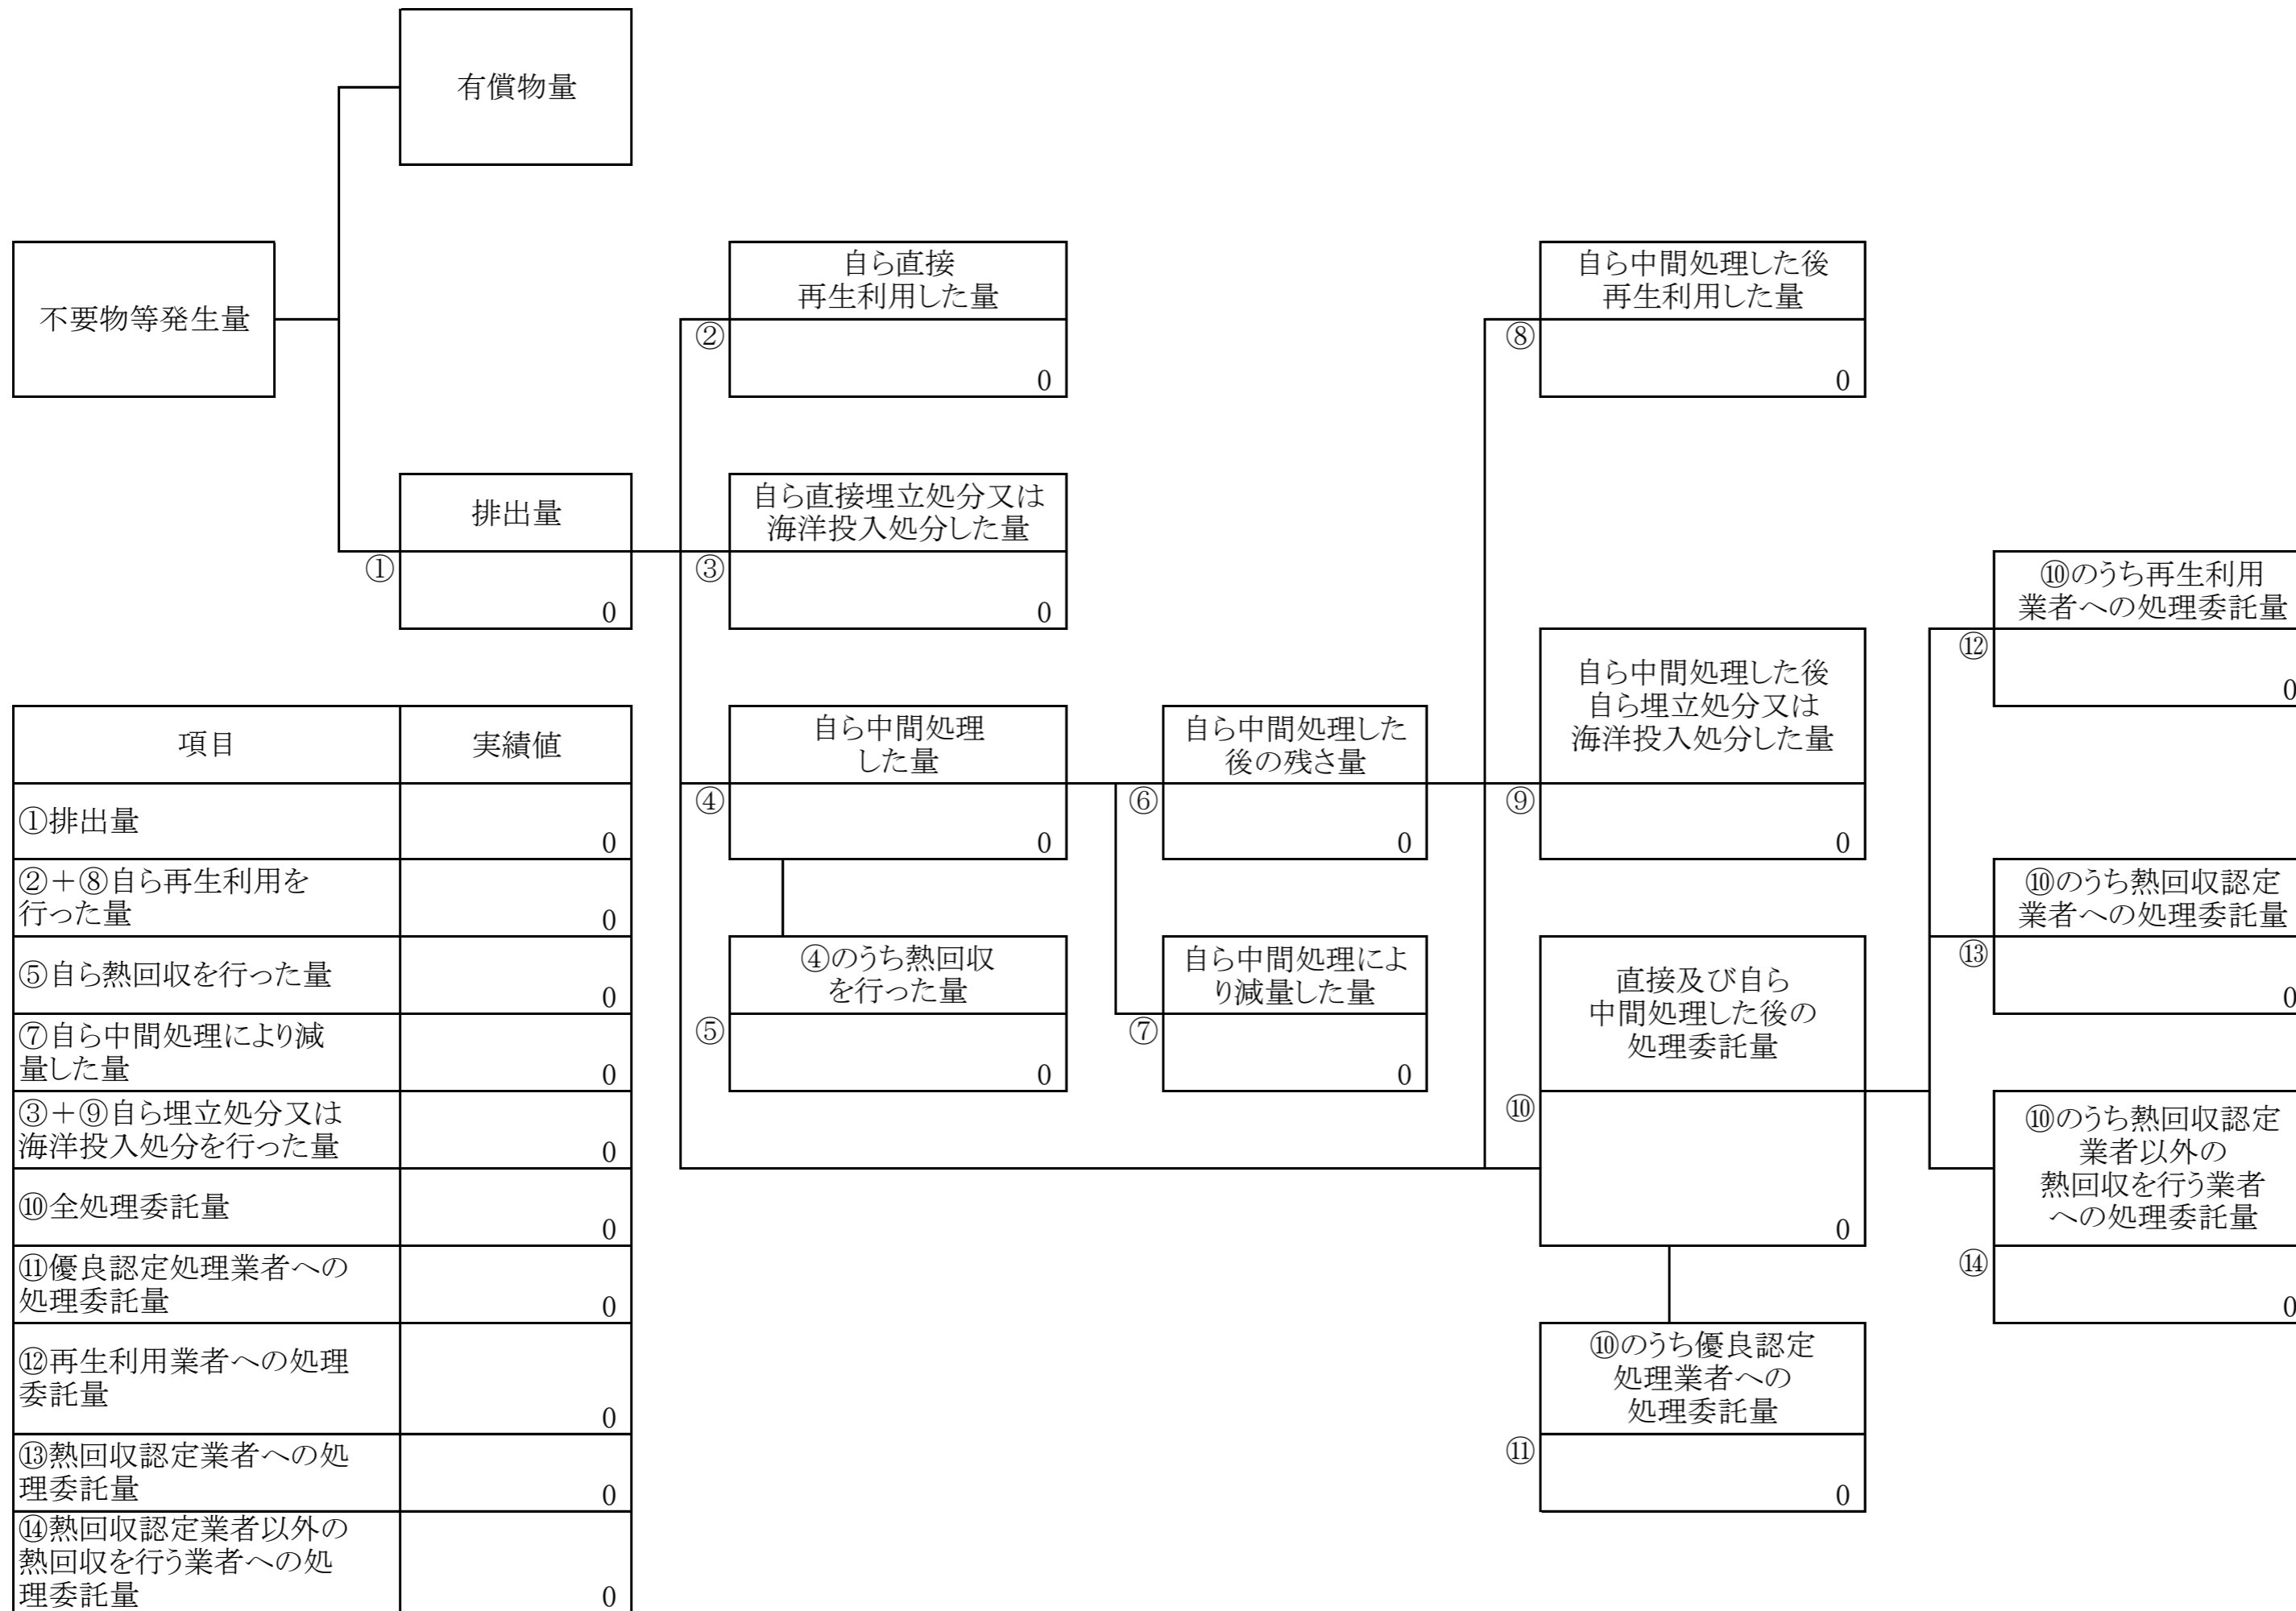 有償物量
不要物等発生量
自ら直接
再生利用した量
②
0
自ら中間処理した後
再生利用した量
⑧
0
排出量
①
0
自ら直接埋立処分又は
海洋投入処分した量
③
0
⑩のうち再生利用
業者への処理委託量
⑫
0
自ら中間処理
した量
④
0
自ら中間処理した
後の残さ量
⑥
0
自ら中間処理した後
自ら埋立処分又は
海洋投入処分した量
⑨
0
⑩のうち熱回収認定
業者への処理委託量
⑬
0
④のうち熱回収
を行った量
⑤
0
自ら中間処理によ
り減量した量
⑦
0
直接及び自ら
中間処理した後の
処理委託量
⑩
0
⑩のうち熱回収認定
業者以外の
熱回収を行う業者
への処理委託量
⑭
0
⑩のうち優良認定
処理業者への
処理委託量
⑪
0
項目 実績値
①排出量
0
②+⑧自ら再生利用を
行った量
0
⑤自ら熱回収を行った量
0
⑦自ら中間処理により減
量した量
0
③+⑨自ら埋立処分又は
海洋投入処分を行った量
0
⑩全処理委託量
0
⑪優良認定処理業者への
処理委託量
0
⑫再生利用業者への処理
委託量
0
⑬熱回収認定業者への処
理委託量
0
⑭熱回収認定業者以外の
熱回収を行う業者への処
理委託量
0